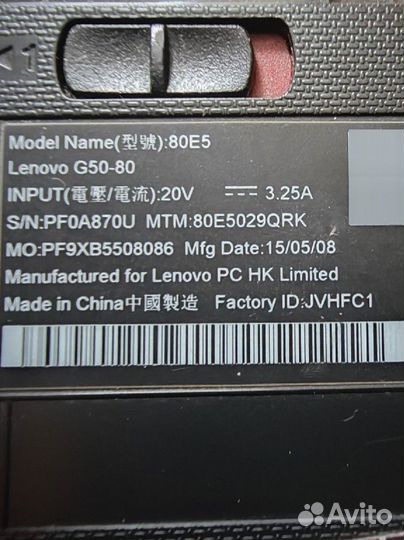 1
Model Name(型號):80E5
Lenovo G50-80
INPUT(電壓/電流):20V ⎓ 3.25A
S/N:PF0A870U MTM:80E5029QRK
MO:PF9XB5508086 Mfg Date:15/05/08
Manufactured for Lenovo PC HK Limited
Made in China中國製造 Factory ID:JVHFC1
Avito